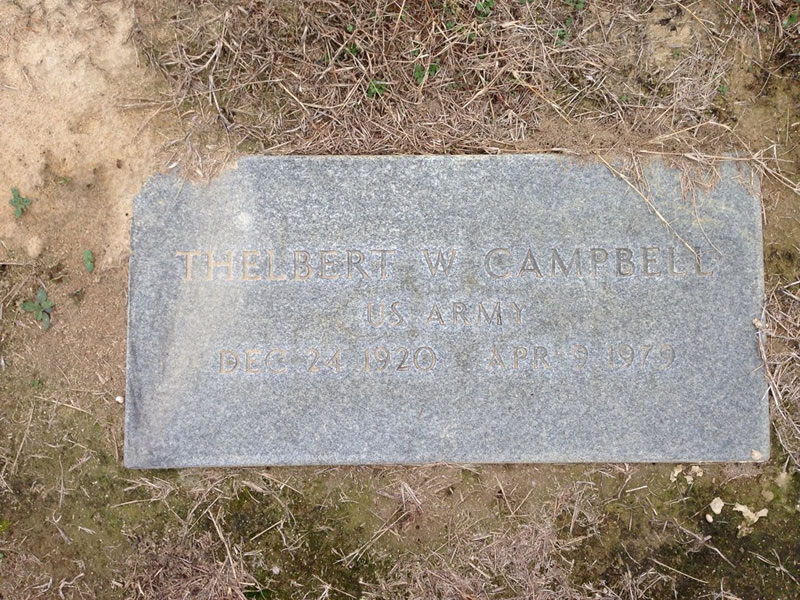 THELBERT W CAMPBELL
US ARMY
DEC 24 1920 APR 9 1979